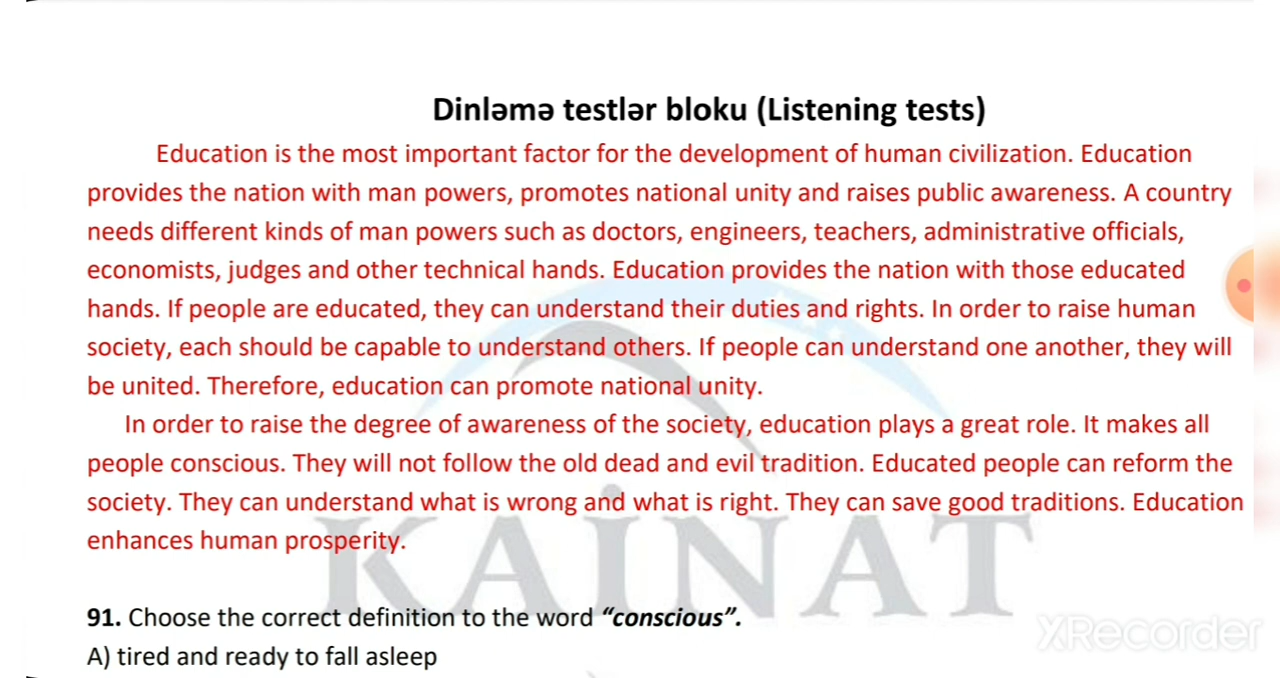 Dinləmə testlər bloku (Listening tests)
Education is the most important factor for the development of human civilization. Education
provides the nation with man powers, promotes national unity and raises public awareness. A country
needs different kinds of man powers such as doctors, engineers, teachers, administrative officials,
economists, judges and other technical hands. Education provides the nation with those educated
hands. If people are educated, they can understand their duties and rights. In order to raise human
society, each should be capable to understand others. If people can understand one another, they will
be united. Therefore, education can promote national unity.
In order to raise the degree of awareness of the society, education plays a great role. It makes all
people conscious. They will not follow the old dead and evil tradition. Educated people can reform the
society. They can understand what is wrong and what is right. They can save good traditions. Education
enhances human prosperity.
KAİNAT
91. Choose the correct definition to the word “conscious”.
XRecorder
A) tired and ready to fall asleep